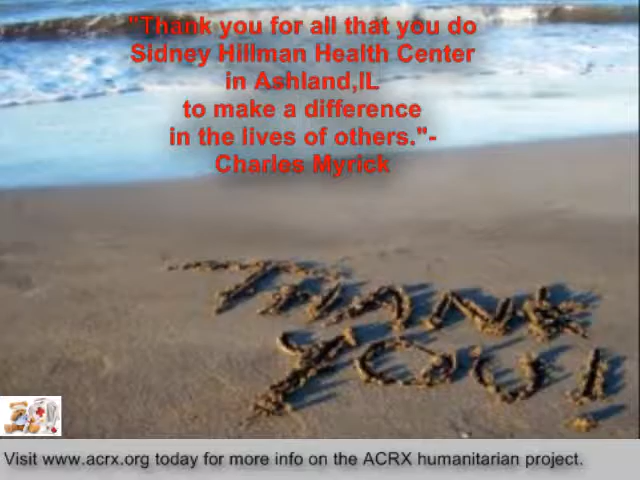 "Thank you for all that you do
Sidney Hillman Health Center
in Ashland,IL
to make a difference
in the lives of others."-
Charles Myrick
THANK
YOU!
Visit www.acrx.org today for more info on the ACRX humanitarian project.